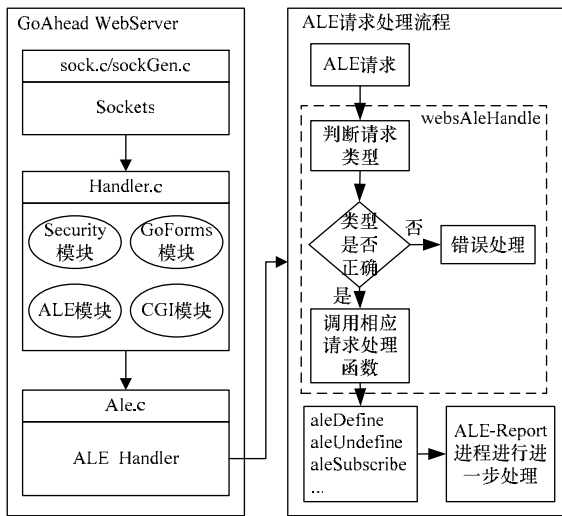 GoAhead WebServer
sock.c/sockGen.c
Sockets
Handler.c
Security
模块
GoForms
模块
ALE模块
CGI模块
Ale.c
ALE Handler
ALE请求处理流程
ALE请求
websAleHandle
判断请求
类型
类型
是否
正确
否
错误处理
是
调用相应
请求处理
函数
aleDefine
aleUndefine
aleSubscribe
...
ALE-Report
进程进行进
一步处理